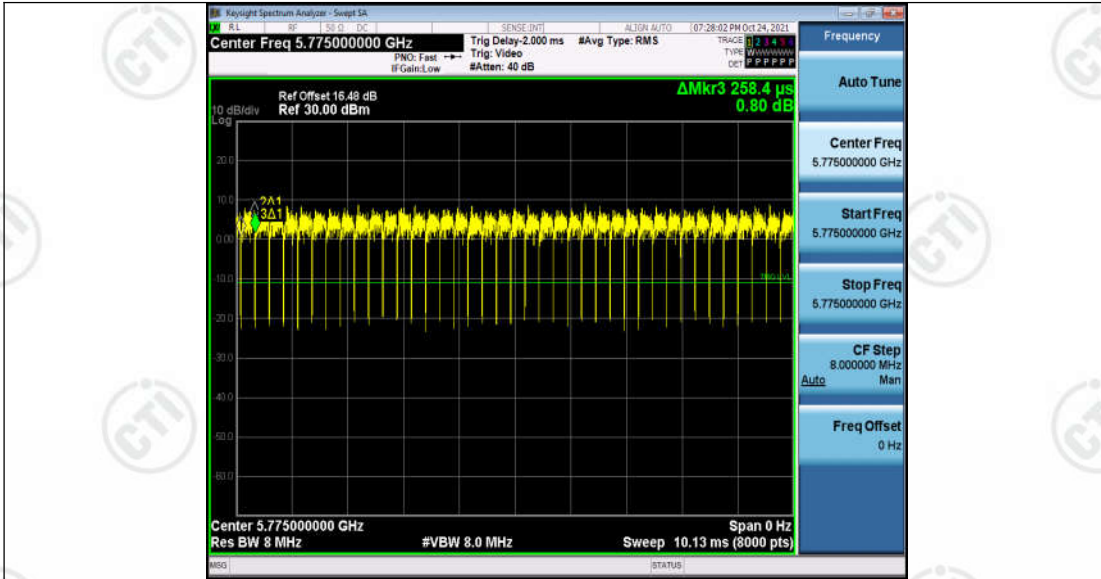 Keysight Spectrum Analyzer - Swept SA
RL RF 50 Ω DC SENSE:INT ALIGN AUTO 07:28:02 PM Oct 24, 2021
Center Freq 5.775000000 GHz
PNO: Fast
IFGain:Low
Trig Delay-2.000 ms
Trig: Video
#Atten: 40 dB
#Avg Type: RMS
TRACE 1 2 3 4 5 6
TYPE WWWWWW
DET P P P P P P
ΔMkr3 258.4 µs
0.80 dB
Ref Offset 16.48 dB
10 dB/div Ref 30.00 dBm
Log
20.0
10.0
0.00
-10.0
-20.0
-30.0
-40.0
-50.0
-60.0
2Δ1
3Δ1
TRIG LVL
Center 5.775000000 GHz Span 0 Hz
Res BW 8 MHz #VBW 8.0 MHz Sweep 10.13 ms (8000 pts)
MSG STATUS
Frequency
Auto Tune
Center Freq
5.775000000 GHz
Start Freq
5.775000000 GHz
Stop Freq
5.775000000 GHz
CF Step
8.000000 MHz
Auto Man
Freq Offset
0 Hz
CTI
CTI
CTI
CTI
CTI
CTI